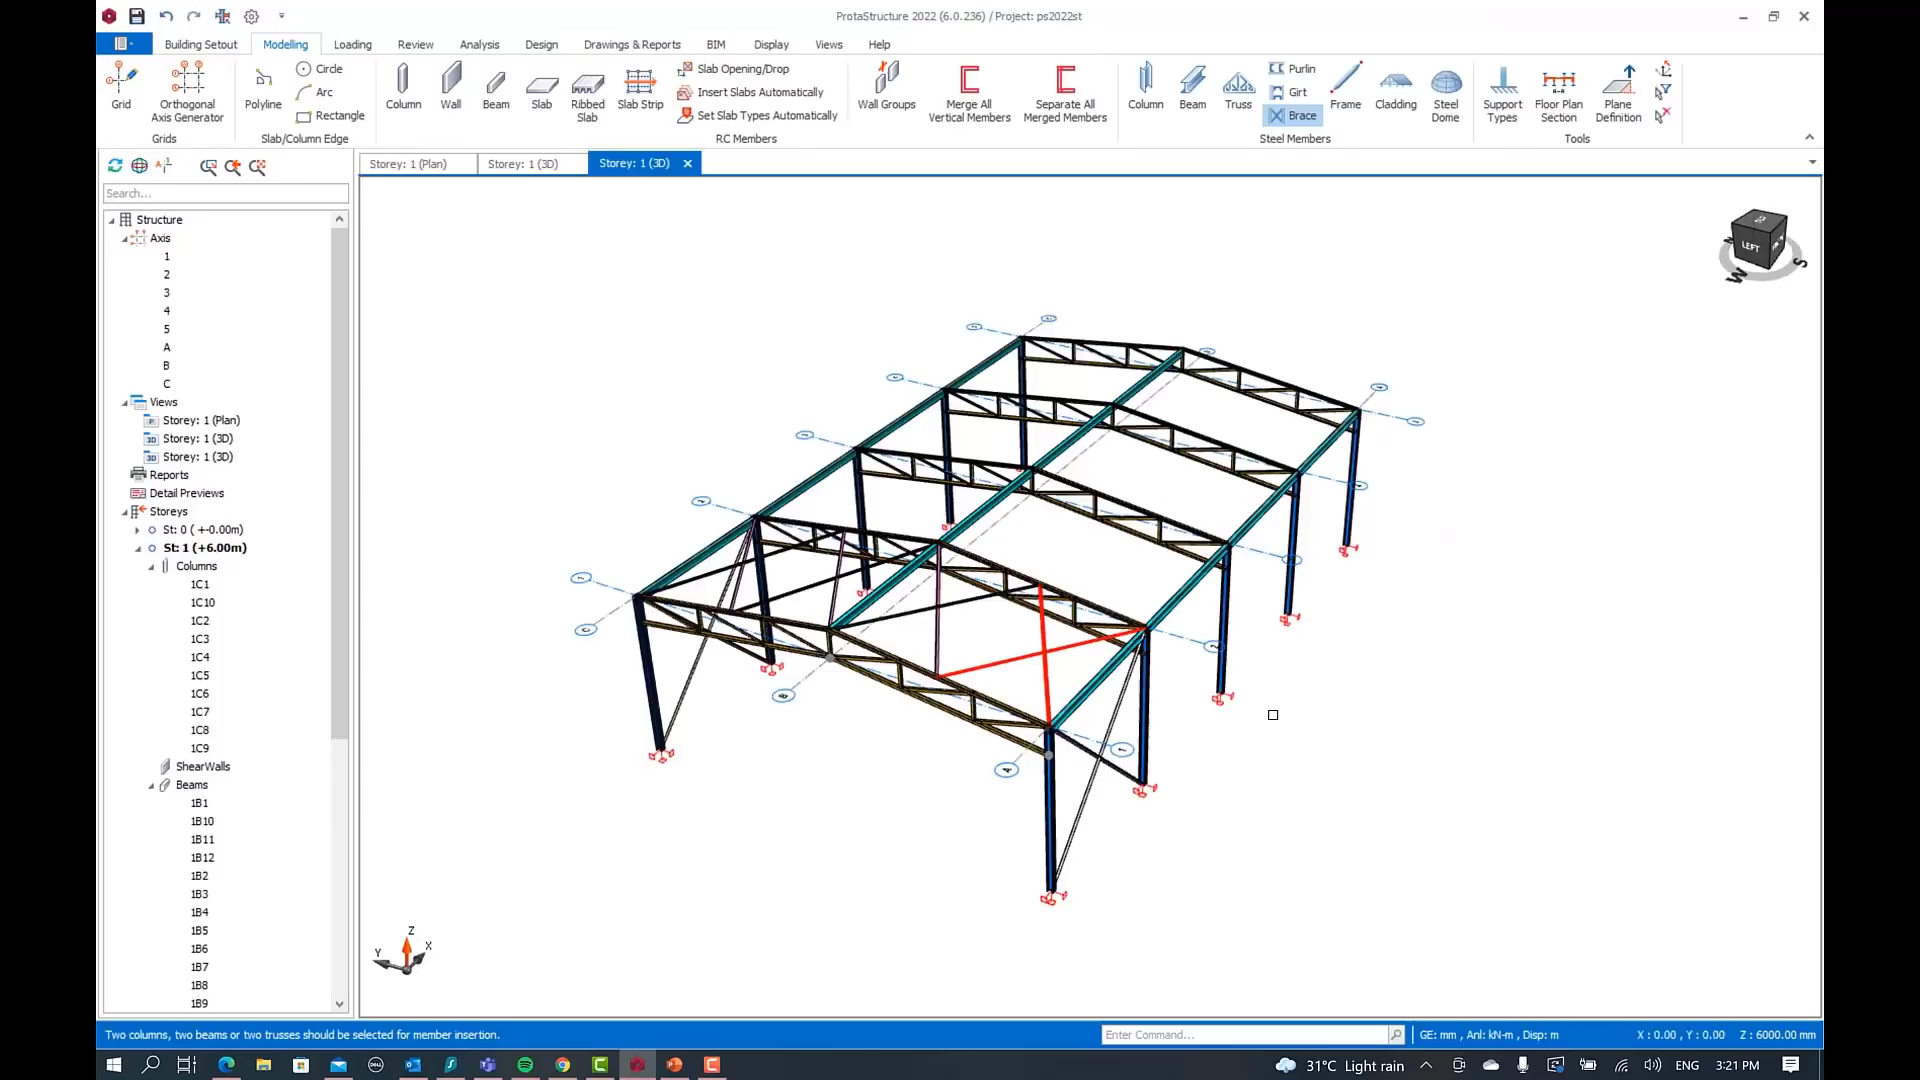 ProtaStructure 2022 (6.0.236) / Project: ps2022st
Building Setout Modelling Loading Review Analysis Design Drawings & Reports BIM Display Views Help
Grid
Orthogonal Axis Generator
Grids
Polyline
Circle
Arc
Rectangle
Slab/Column Edge
Column
Wall
Beam
Slab
Ribbed Slab
Slab Strip
Slab Opening/Drop
Insert Slabs Automatically
Set Slab Types Automatically
Wall Groups
Merge All Vertical Members
Separate All Merged Members
RC Members
Column
Beam
Truss
Purlin
Girt
Brace
Frame
Cladding
Steel Dome
Steel Members
Support Types
Floor Plan Section
Plane Definition
Tools
Storey: 1 (Plan) Storey: 1 (3D) Storey: 1 (3D)
Search...
Structure
Axis
1
2
3
4
5
A
B
C
Views
Storey: 1 (Plan)
Storey: 1 (3D)
Storey: 1 (3D)
Reports
Detail Previews
Storeys
St: 0 ( +-0.00m)
St: 1 (+6.00m)
Columns
1C1
1C10
1C2
1C3
1C4
1C5
1C6
1C7
1C8
1C9
ShearWalls
Beams
1B1
1B10
1B11
1B12
1B2
1B3
1B4
1B5
1B6
1B7
1B8
1B9
LEFT
W
S
B
A
1
2
Z
Y
X
Two columns, two beams or two trusses should be selected for member insertion.
Enter Command...
GE: mm , Anl: kN-m , Disp: m
X : 0.00 , Y : 0.00
Z : 6000.00 mm
31°C Light rain
ENG
3:21 PM